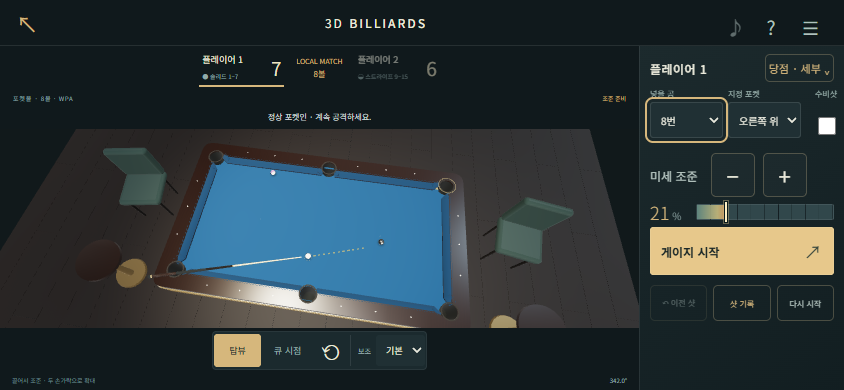 3D BILLIARDS
?
플레이어 1
솔리드 1-7
7
LOCAL MATCH
8볼
플레이어 2
스트라이프 9-15
6
포켓볼 · 8볼 · WPA
조준 준비
정상 포켓인 · 계속 공격하세요.
플레이어 1
당점 · 세부
넣을 공
지정 포켓
수비샷
8번
오른쪽 위
미세 조준
−
+
21 %
게이지 시작
↶ 이전 샷
샷 기록
다시 시작
탑뷰
큐 시점
보조
기본
끌어서 조준 · 두 손가락으로 확대
342.0°